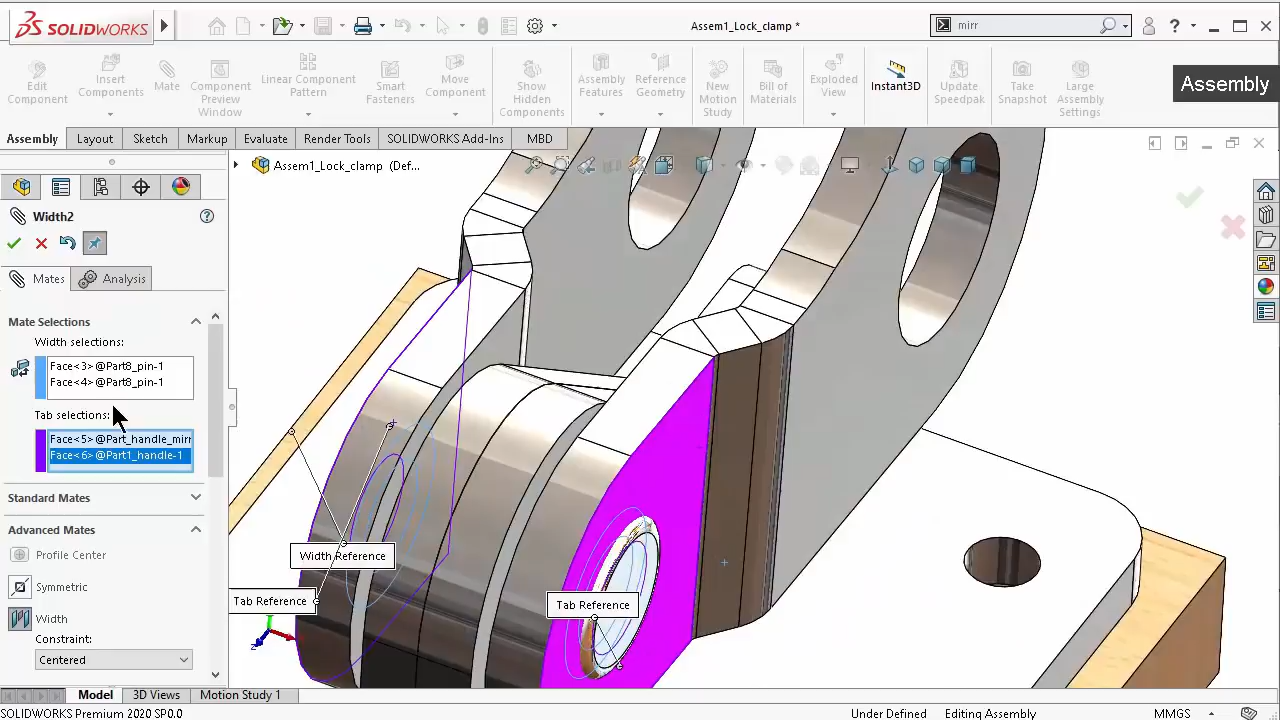 SOLIDWORKS
Assem1_Lock_clamp *
mirr
Edit Component
Insert Components
Mate
Component Preview Window
Linear Component Pattern
Smart Fasteners
Move Component
Show Hidden Components
Assembly Features
Reference Geometry
New Motion Study
Bill of Materials
Exploded View
Instant3D
Update Speedpak
Take Snapshot
Large Assembly Settings
Assembly
Assembly
Layout
Sketch
Markup
Evaluate
Render Tools
SOLIDWORKS Add-Ins
MBD
Assem1_Lock_clamp (Def...
Width2
Mates
Analysis
Mate Selections
Width selections:
Face<3>@Part8_pin-1
Face<4>@Part8_pin-1
Tab selections:
Face<5>@Part_handle_mirr
Face<6>@Part1_handle-1
Standard Mates
Advanced Mates
Profile Center
Symmetric
Width
Constraint:
Centered
Width Reference
Tab Reference
Tab Reference
z
Model
3D Views
Motion Study 1
SOLIDWORKS Premium 2020 SP0.0
Under Defined
Editing Assembly
MMGS